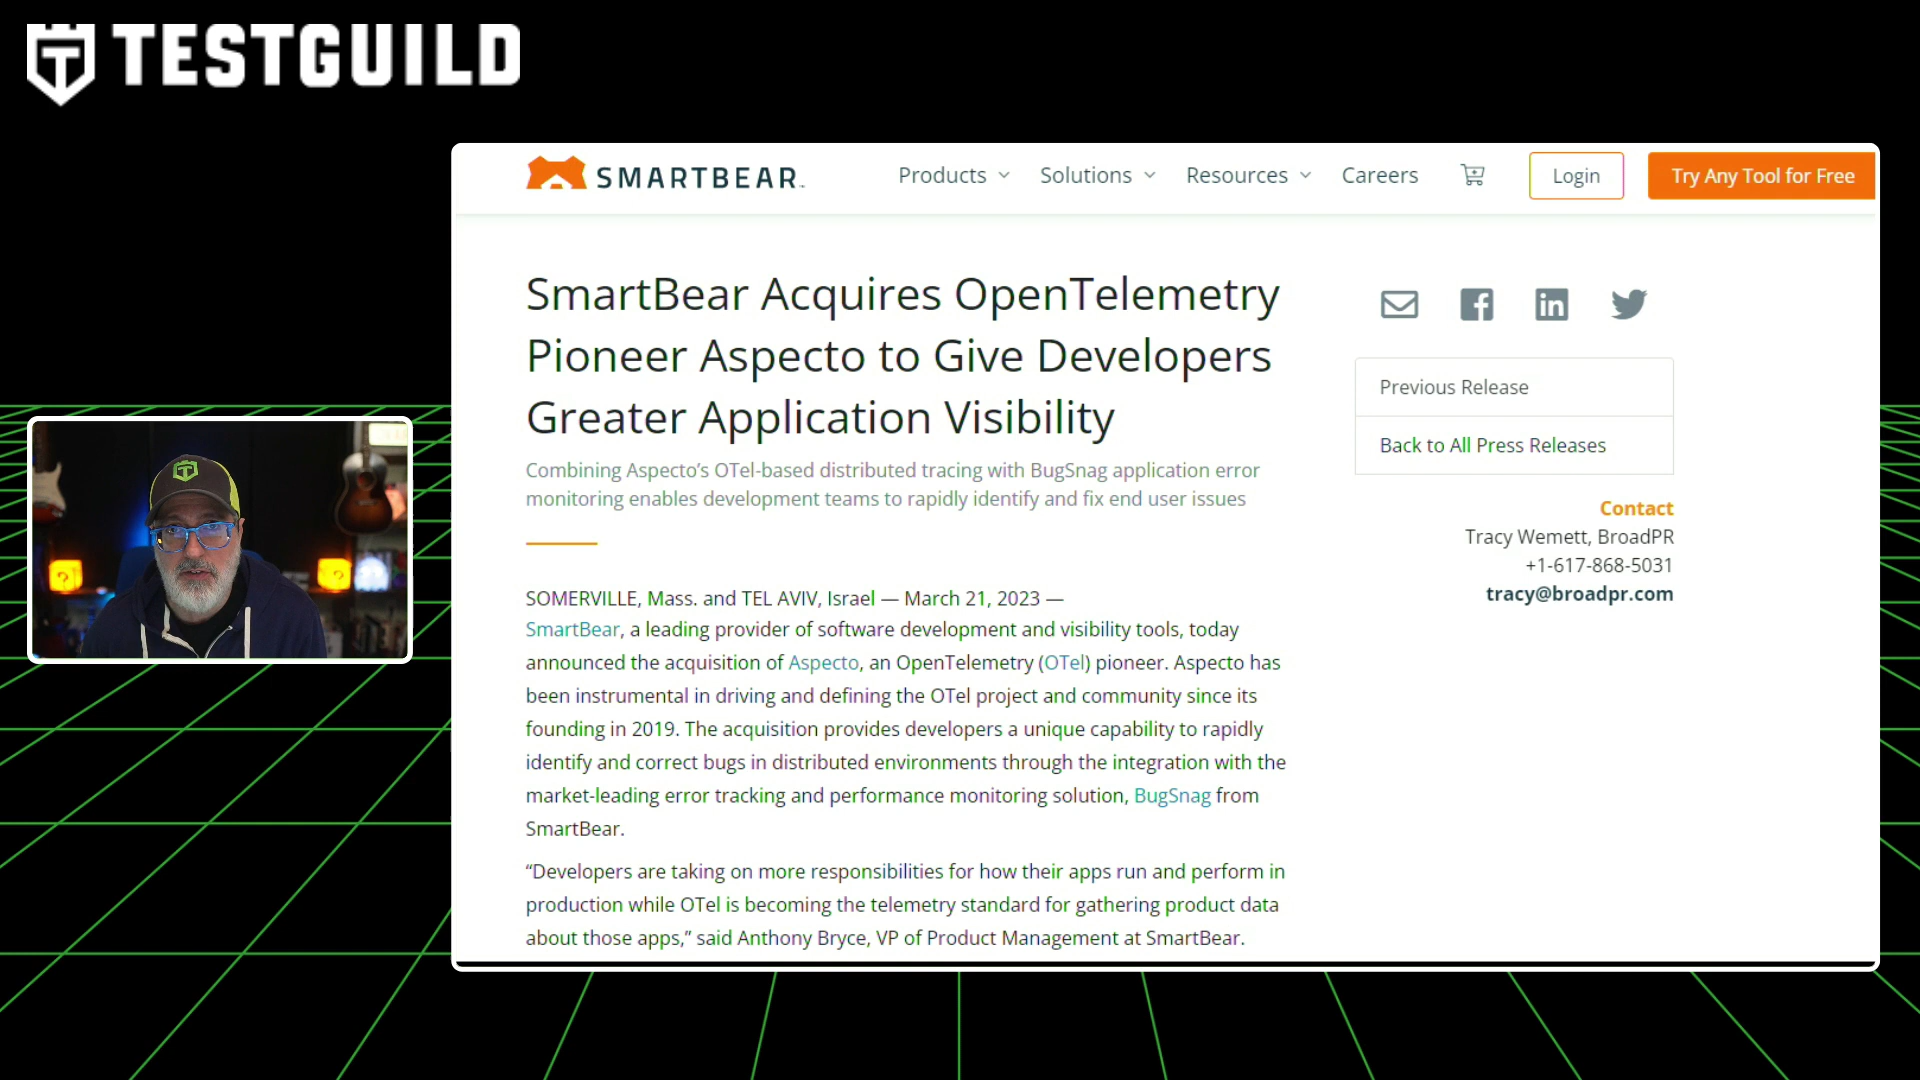 TESTGUILD
SMARTBEAR
Products
Solutions
Resources
Careers
Login
Try Any Tool for Free
SmartBear Acquires OpenTelemetry
Pioneer Aspecto to Give Developers
Greater Application Visibility
Combining Aspecto’s OTel-based distributed tracing with BugSnag application error
monitoring enables development teams to rapidly identify and fix end user issues
SOMERVILLE, Mass. and TEL AVIV, Israel — March 21, 2023 —
SmartBear, a leading provider of software development and visibility tools, today
announced the acquisition of Aspecto, an OpenTelemetry (OTel) pioneer. Aspecto has
been instrumental in driving and defining the OTel project and community since its
founding in 2019. The acquisition provides developers a unique capability to rapidly
identify and correct bugs in distributed environments through the integration with the
market-leading error tracking and performance monitoring solution, BugSnag from
SmartBear.
“Developers are taking on more responsibilities for how their apps run and perform in
production while OTel is becoming the telemetry standard for gathering product data
about those apps,” said Anthony Bryce, VP of Product Management at SmartBear.
Previous Release
Back to All Press Releases
Contact
Tracy Wemett, BroadPR
+1-617-868-5031
tracy@broadpr.com